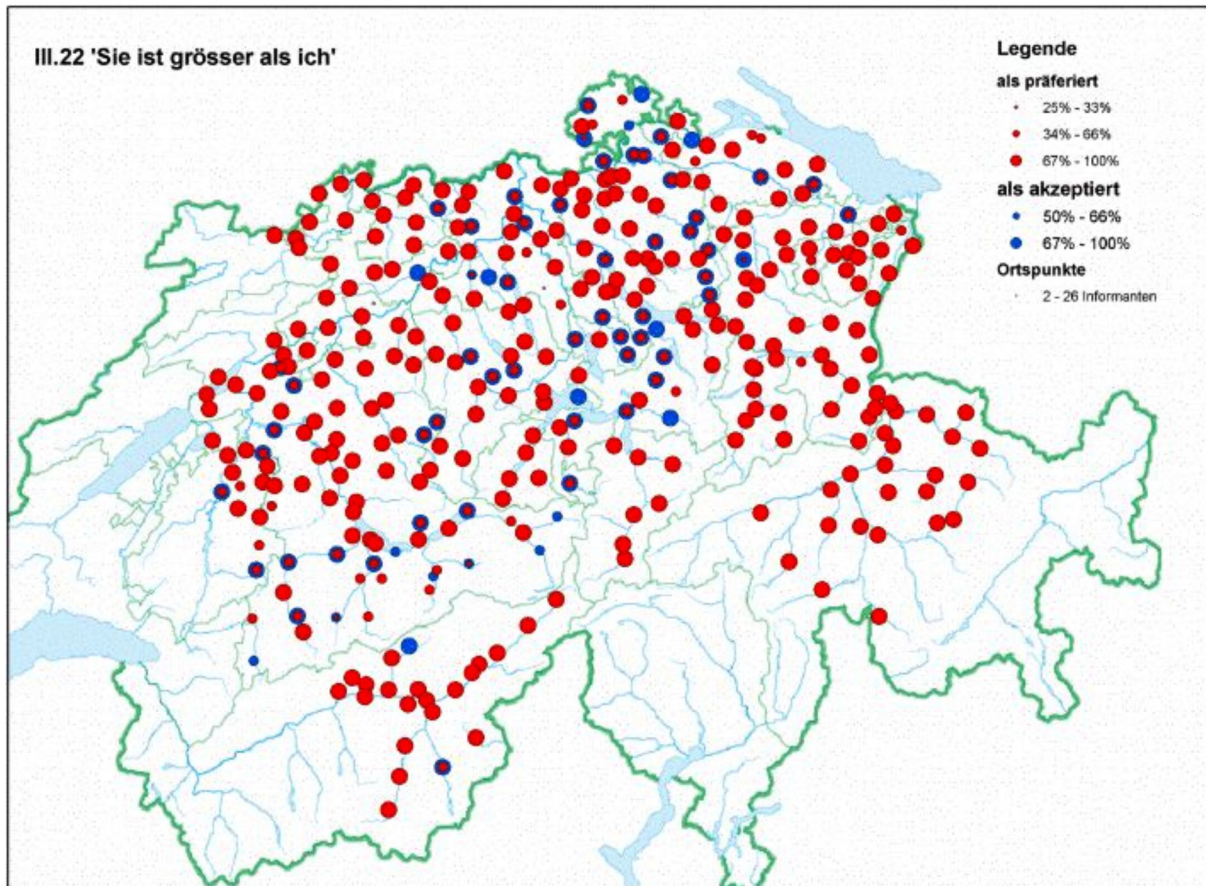 III.22 'Sie ist grösser als ich'
Legende
als präferiert
25% - 33%
34% - 66%
67% - 100%
als akzeptiert
50% - 66%
67% - 100%
Ortspunkte
2 - 26 Informanten